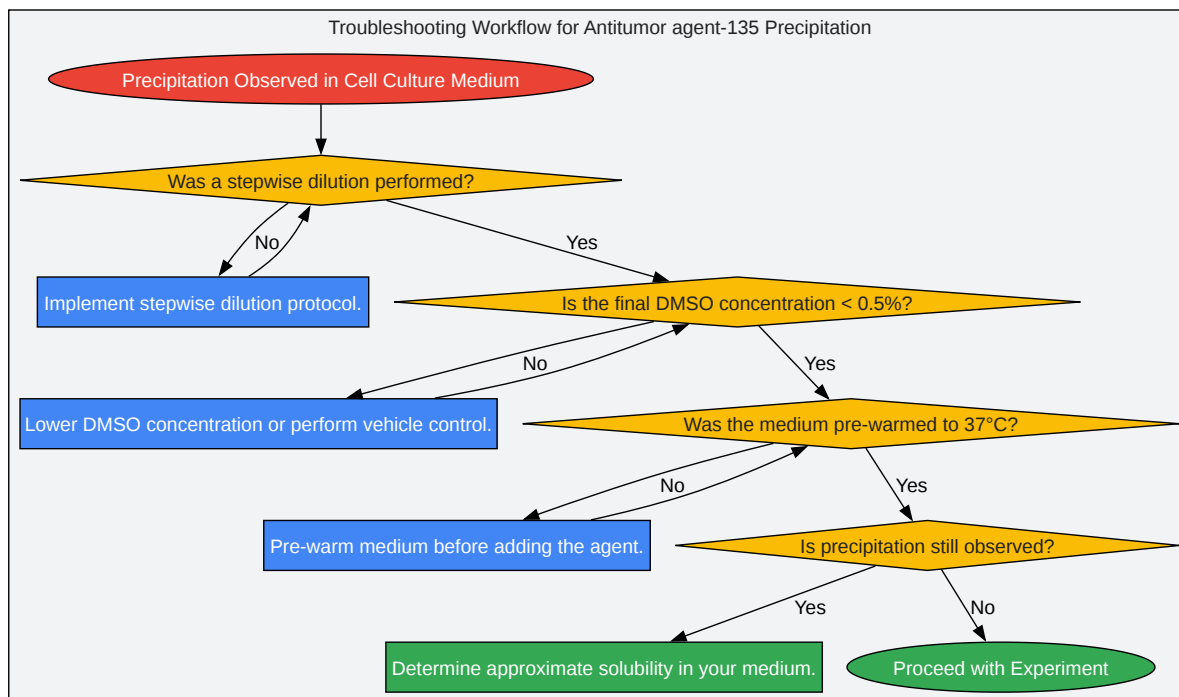 Troubleshooting Workflow for Antitumor agent-135 Precipitation
Precipitation Observed in Cell Culture Medium
Was a stepwise dilution performed?
No
Yes
Implement stepwise dilution protocol.
Is the final DMSO concentration < 0.5%?
No
Yes
Lower DMSO concentration or perform vehicle control.
Was the medium pre-warmed to 37°C?
No
Yes
Pre-warm medium before adding the agent.
Is precipitation still observed?
Yes
No
Determine approximate solubility in your medium.
Proceed with Experiment